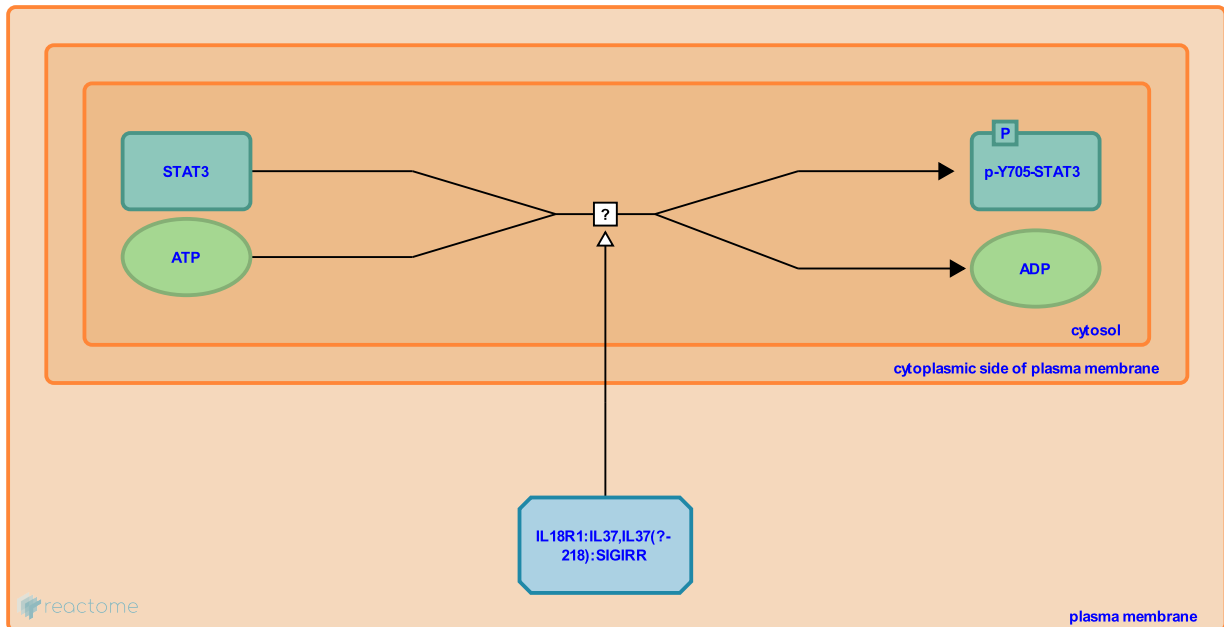 P
STAT3
p-Y705-STAT3
?
ATP
ADP
cytosol
cytoplasmic side of plasma membrane
IL18R1:IL37,IL37(?-
218):SIGIRR
reactome
plasma membrane